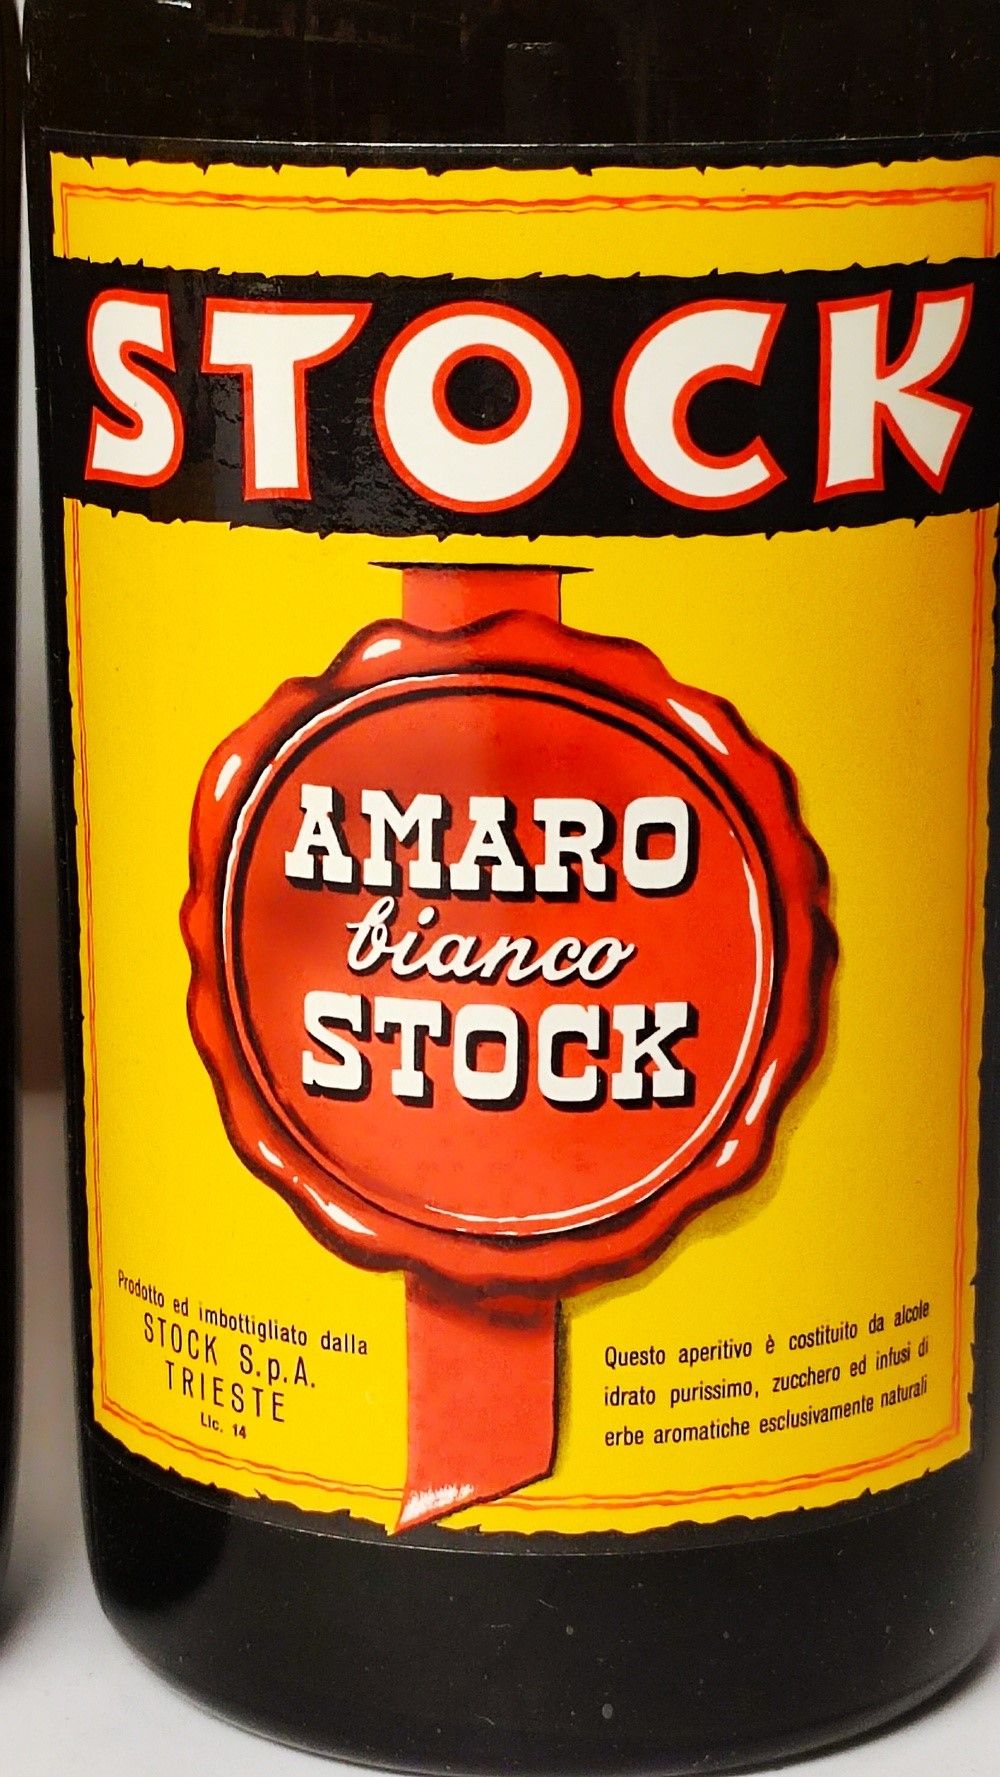 STOCK
AMARO
bianco
STOCK
Prodotto ed imbottigliato dalla
STOCK S.p.A.
TRIESTE
Lic. 14
Questo aperitivo è costituito da alcole
idrato purissimo, zucchero ed infusi di
erbe aromatiche esclusivamente naturali